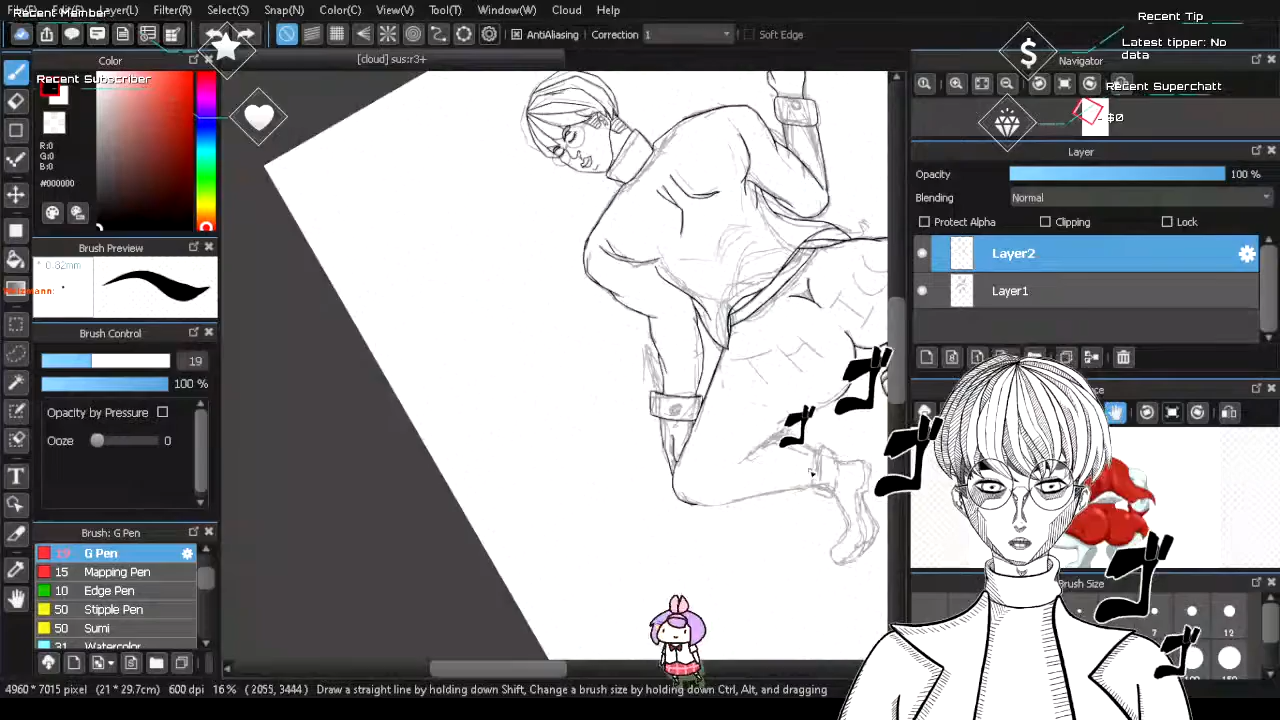 File(F) Edit(E) Layer(L) Filter(R) Select(S) Snap(N) Color(C) View(V) Tool(T) Window(W) Cloud Help
Recent Member
Recent Tip
Latest tipper: No
data
AntiAliasing Correction 1 Soft Edge
[cloud] sus:r3+
Color
Recent Subscriber
R:0
G:0
B:0
#000000
Navigator
Recent Superchatt
- $0
Layer
Opacity 100 %
Blending Normal
Protect Alpha Clipping Lock
Layer2
Layer1
Brush Preview
0.82mm
Brush Control
19
100 %
Opacity by Pressure
Ooze 0
Brush: G Pen
19 G Pen
15 Mapping Pen
10 Edge Pen
50 Stipple Pen
50 Sumi
31 Watercolor
ゴ
ゴ
ゴ
ゴ
ゴ
Brush Size
7
12
4960 * 7015 pixel (21 * 29.7cm) 600 dpi 16 % ( 2055, 3444 ) Draw a straight line by holding down Shift, Change a brush size by holding down Ctrl, Alt, and dragging